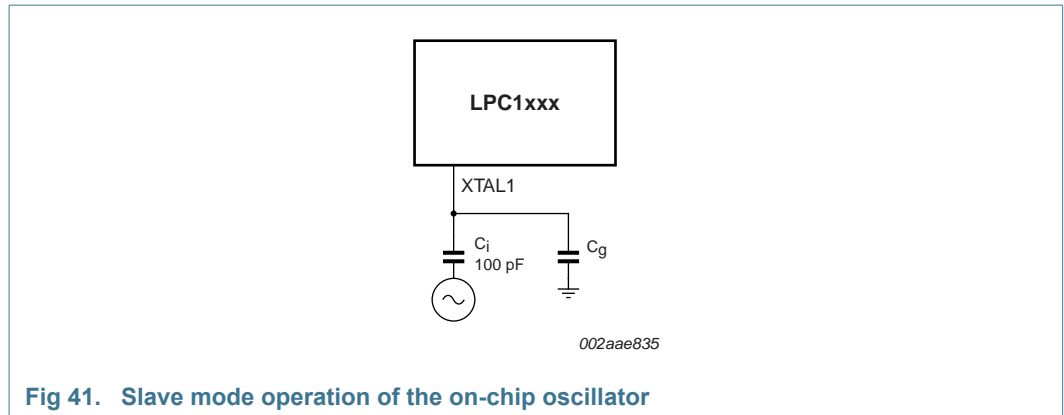 LPC1xxx
XTAL1
Ci
100 pF
Cg
002aae835
Fig 41. Slave mode operation of the on-chip oscillator